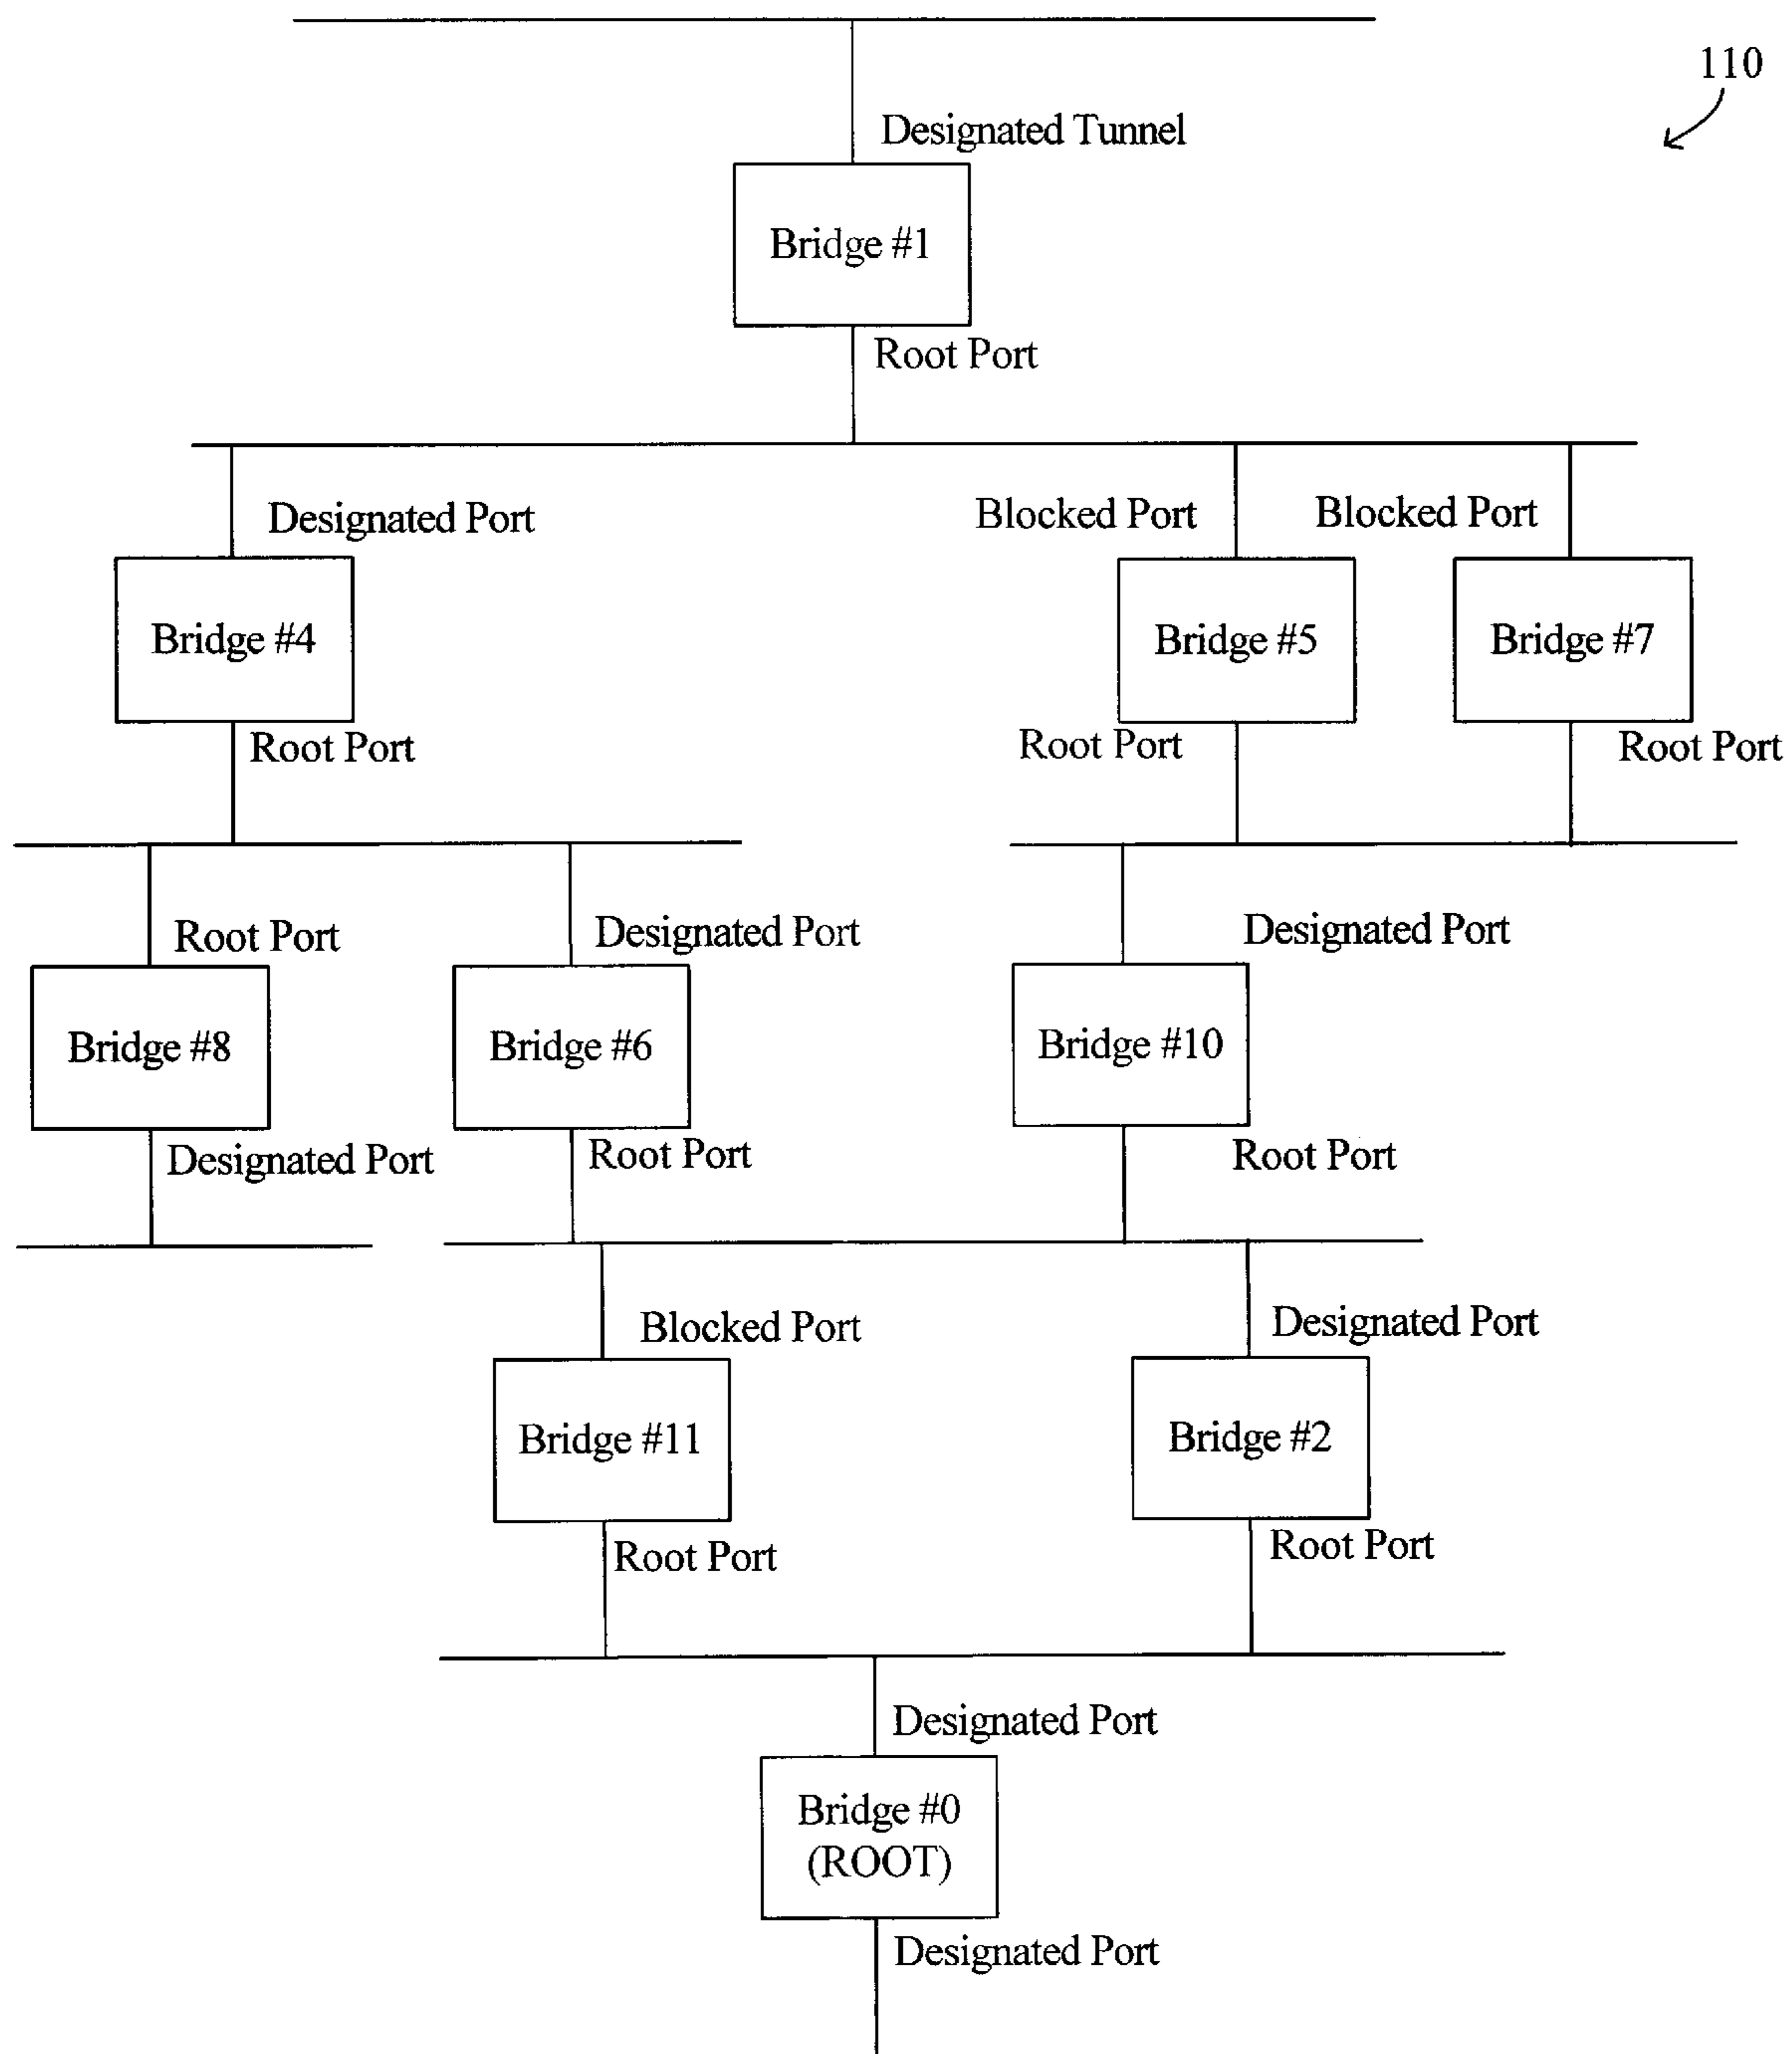 110
Designated Tunnel
Bridge #1
Root Port
Designated Port
Blocked Port
Blocked Port
Bridge #4
Bridge #5
Bridge #7
Root Port
Root Port
Root Port
Root Port
Designated Port
Designated Port
Bridge #8
Bridge #6
Bridge #10
Designated Port
Root Port
Root Port
Blocked Port
Designated Port
Bridge #11
Bridge #2
Root Port
Root Port
Designated Port
Bridge #0
(ROOT)
Designated Port